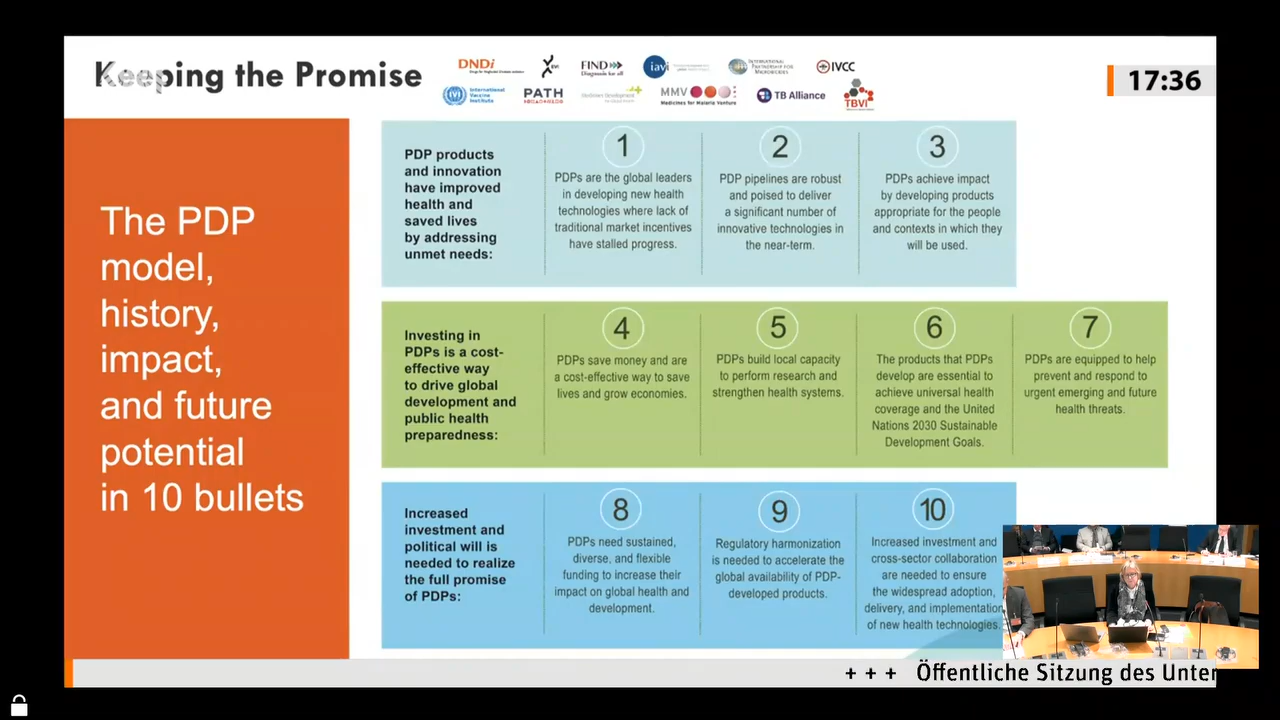 Keeping the Promise
DNDi
FIND
Diagnosis for all
iavi
INTERNATIONAL
PARTNERSHIP FOR
MICROBICIDES
IVCC
International
Vaccine
Institute
PATH
MMV
Medicines for Malaria Venture
TB Alliance
TBVI
17:36
The PDP
model,
history,
impact,
and future
potential
in 10 bullets
PDP products
and innovation
have improved
health and
saved lives
by addressing
unmet needs:
1
PDPs are the global leaders
in developing new health
technologies where lack of
traditional market incentives
have stalled progress.
2
PDP pipelines are robust
and poised to deliver
a significant number of
innovative technologies in
the near-term.
3
PDPs achieve impact
by developing products
appropriate for the people
and contexts in which they
will be used.
Investing in
PDPs is a cost-
effective way
to drive global
development and
public health
preparedness:
4
PDPs save money and are
a cost-effective way to save
lives and grow economies.
5
PDPs build local capacity
to perform research and
strengthen health systems.
6
The products that PDPs
develop are essential to
achieve universal health
coverage and the United
Nations 2030 Sustainable
Development Goals.
7
PDPs are equipped to help
prevent and respond to
urgent emerging and future
health threats.
Increased
investment and
political will is
needed to realize
the full promise
of PDPs:
8
PDPs need sustained,
diverse, and flexible
funding to increase their
impact on global health and
development.
9
Regulatory harmonization
is needed to accelerate the
global availability of PDP-
developed products.
10
Increased investment and
cross-sector collaboration
are needed to ensure
the widespread adoption,
delivery, and implementation
of new health technologies.
+ + + Öffentliche Sitzung des Unter